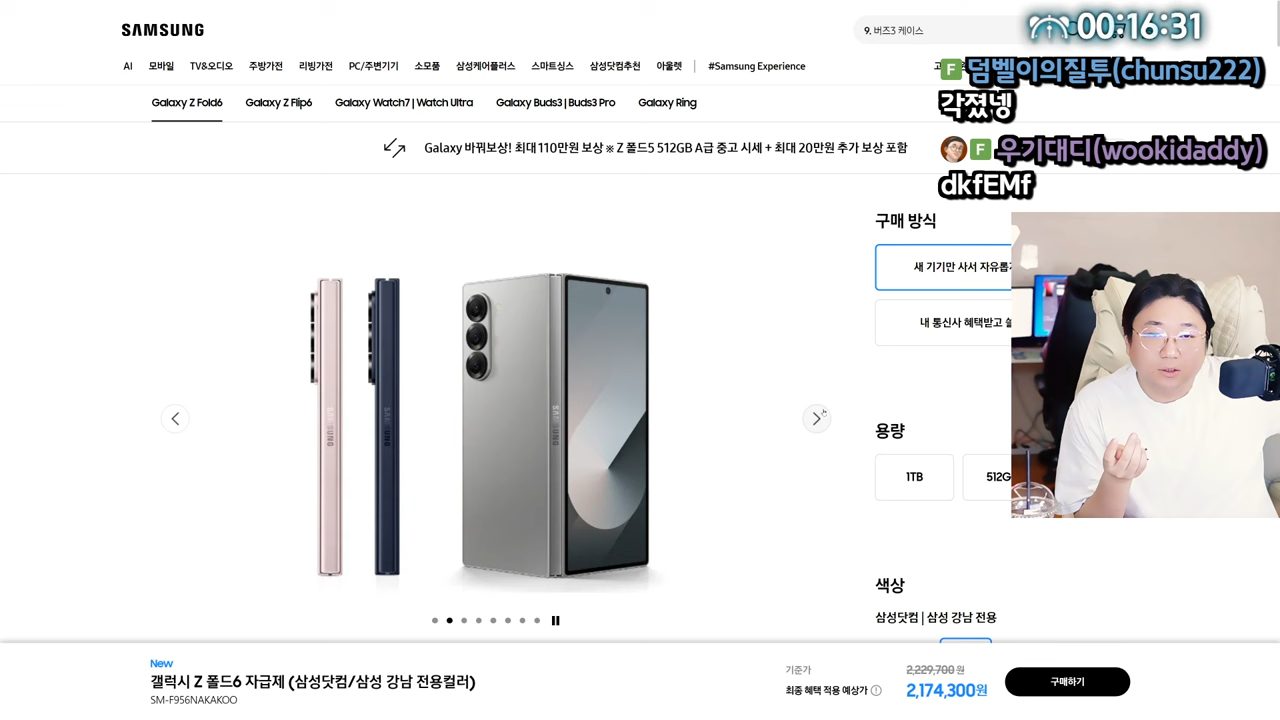 SAMSUNG
9. 버즈3 케이스
00:16:31
AI 모바일 TV&오디오 주방가전 리빙가전 PC/주변기기 소모품 삼성케어플러스 스마트싱스 삼성닷컴추천 아울렛 #Samsung Experience
F 덤벨이의질투(chunsu222)
각졌넹
Galaxy Z Fold6 Galaxy Z Flip6 Galaxy Watch7 | Watch Ultra Galaxy Buds3 | Buds3 Pro Galaxy Ring
Galaxy 바꿔보상! 최대 110만원 보상 ※ Z 폴드5 512GB A급 중고 시세 + 최대 20만원 추가 보상 포함
F 우기대디(wookidaddy)
dkfEMf
구매 방식
새 기기만 사서 자유롭게
내 통신사 혜택받고
SAMSUNG
SAMSUNG
SAMSUNG
용량
1TB 512G
색상
삼성닷컴 | 삼성 강남 전용
New
갤럭시 Z 폴드6 자급제 (삼성닷컴/삼성 강남 전용컬러)
SM-F956NAKAKOO
기준가 2,229,700 원
최종 혜택 적용 예상가 2,174,300원
구매하기